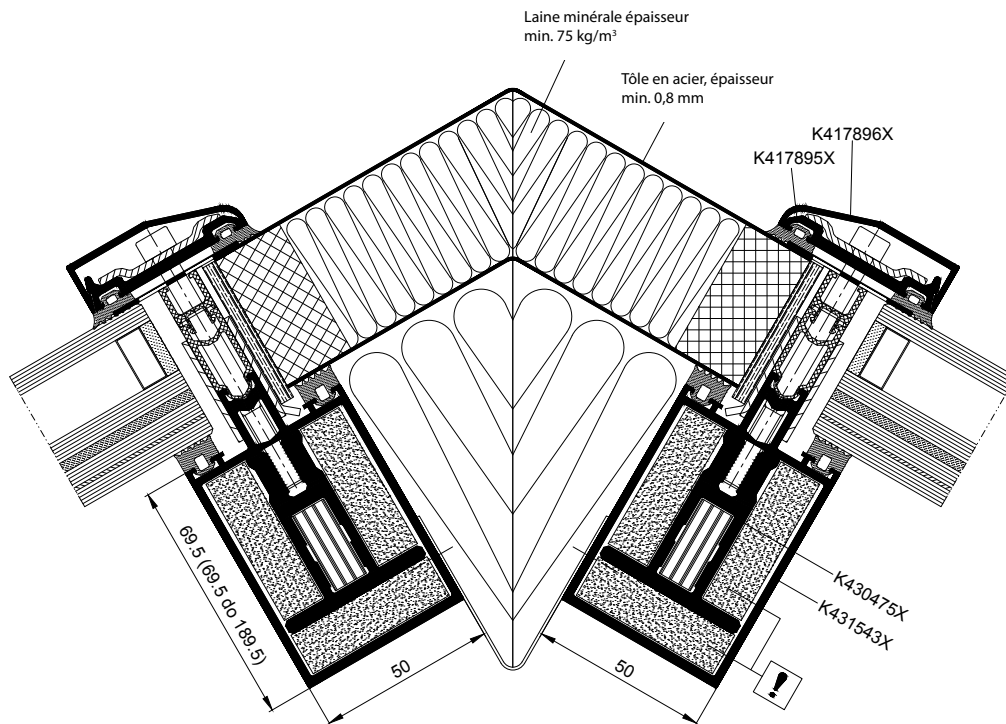 Laine minérale épaisseur
min. 75 kg/m³
Tôle en acier, épaisseur
min. 0,8 mm
K417896X
K417895X
K430475X
K431543X
69.5 (69.5 do 189.5)
50
50
!